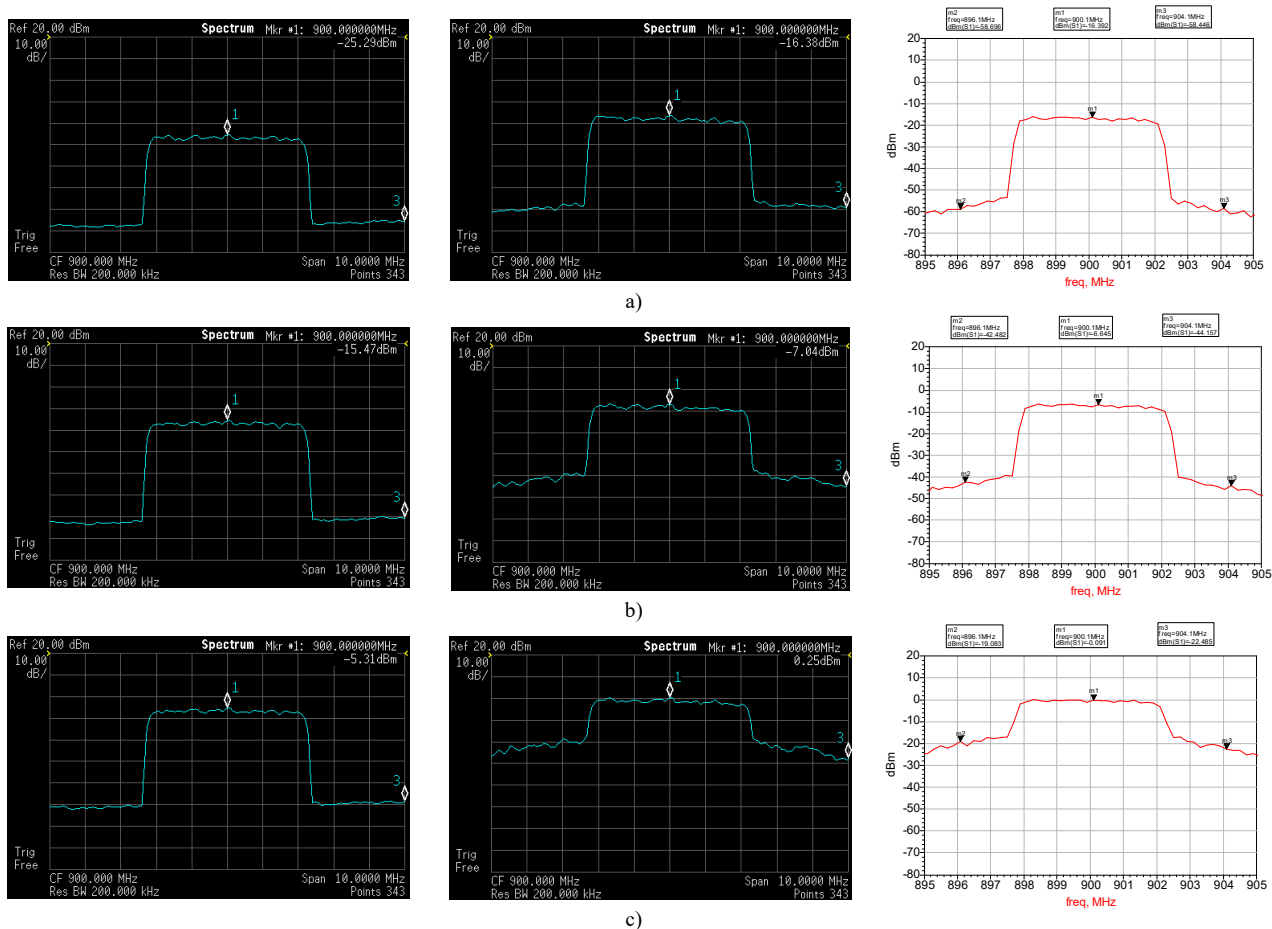 Ref 20.00 dBm Spectrum Mkr #1: 900.000000MHz
10.00 -25.29dBm
dB/
1
3
Trig
Free
CF 900.000 MHz Span 10.0000 MHz
Res BW 200.000 kHz Points 343
Ref 20.00 dBm Spectrum Mkr #1: 900.000000MHz
10.00 -16.38dBm
dB/
1
3
Trig
Free
CF 900.000 MHz Span 10.0000 MHz
Res BW 200.000 kHz Points 343
m2
freq=896.1MHz
dBm(S1)=-58.696
m1
freq=900.1MHz
dBm(S1)=-16.392
m3
freq=904.1MHz
dBm(S1)=-58.446
20
10
0
-10
-20
-30
-40
-50
-60
-70
-80
dBm
m1
m2
m3
895 896 897 898 899 900 901 902 903 904 905
freq, MHz
a)
Ref 20.00 dBm Spectrum Mkr #1: 900.000000MHz
10.00 -15.47dBm
dB/
1
3
Trig
Free
CF 900.000 MHz Span 10.0000 MHz
Res BW 200.000 kHz Points 343
Ref 20.00 dBm Spectrum Mkr #1: 900.000000MHz
10.00 -7.04dBm
dB/
1
3
Trig
Free
CF 900.000 MHz Span 10.0000 MHz
Res BW 200.000 kHz Points 343
m2
freq=896.1MHz
dBm(S1)=-42.482
m1
freq=900.1MHz
dBm(S1)=-6.645
m3
freq=904.1MHz
dBm(S1)=-44.157
20
10
0
-10
-20
-30
-40
-50
-60
-70
-80
dBm
m1
m2
m3
895 896 897 898 899 900 901 902 903 904 905
freq, MHz
b)
Ref 20.00 dBm Spectrum Mkr #1: 900.000000MHz
10.00 -5.31dBm
dB/
1
3
Trig
Free
CF 900.000 MHz Span 10.0000 MHz
Res BW 200.000 kHz Points 343
Ref 20.00 dBm Spectrum Mkr #1: 900.000000MHz
10.00 0.25dBm
dB/
1
3
Trig
Free
CF 900.000 MHz Span 10.0000 MHz
Res BW 200.000 kHz Points 343
m2
freq=896.1MHz
dBm(S1)=-19.083
m1
freq=900.1MHz
dBm(S1)=-0.091
m3
freq=904.1MHz
dBm(S1)=-22.485
20
10
0
-10
-20
-30
-40
-50
-60
-70
-80
dBm
m1
m2
m3
895 896 897 898 899 900 901 902 903 904 905
freq, MHz
c)